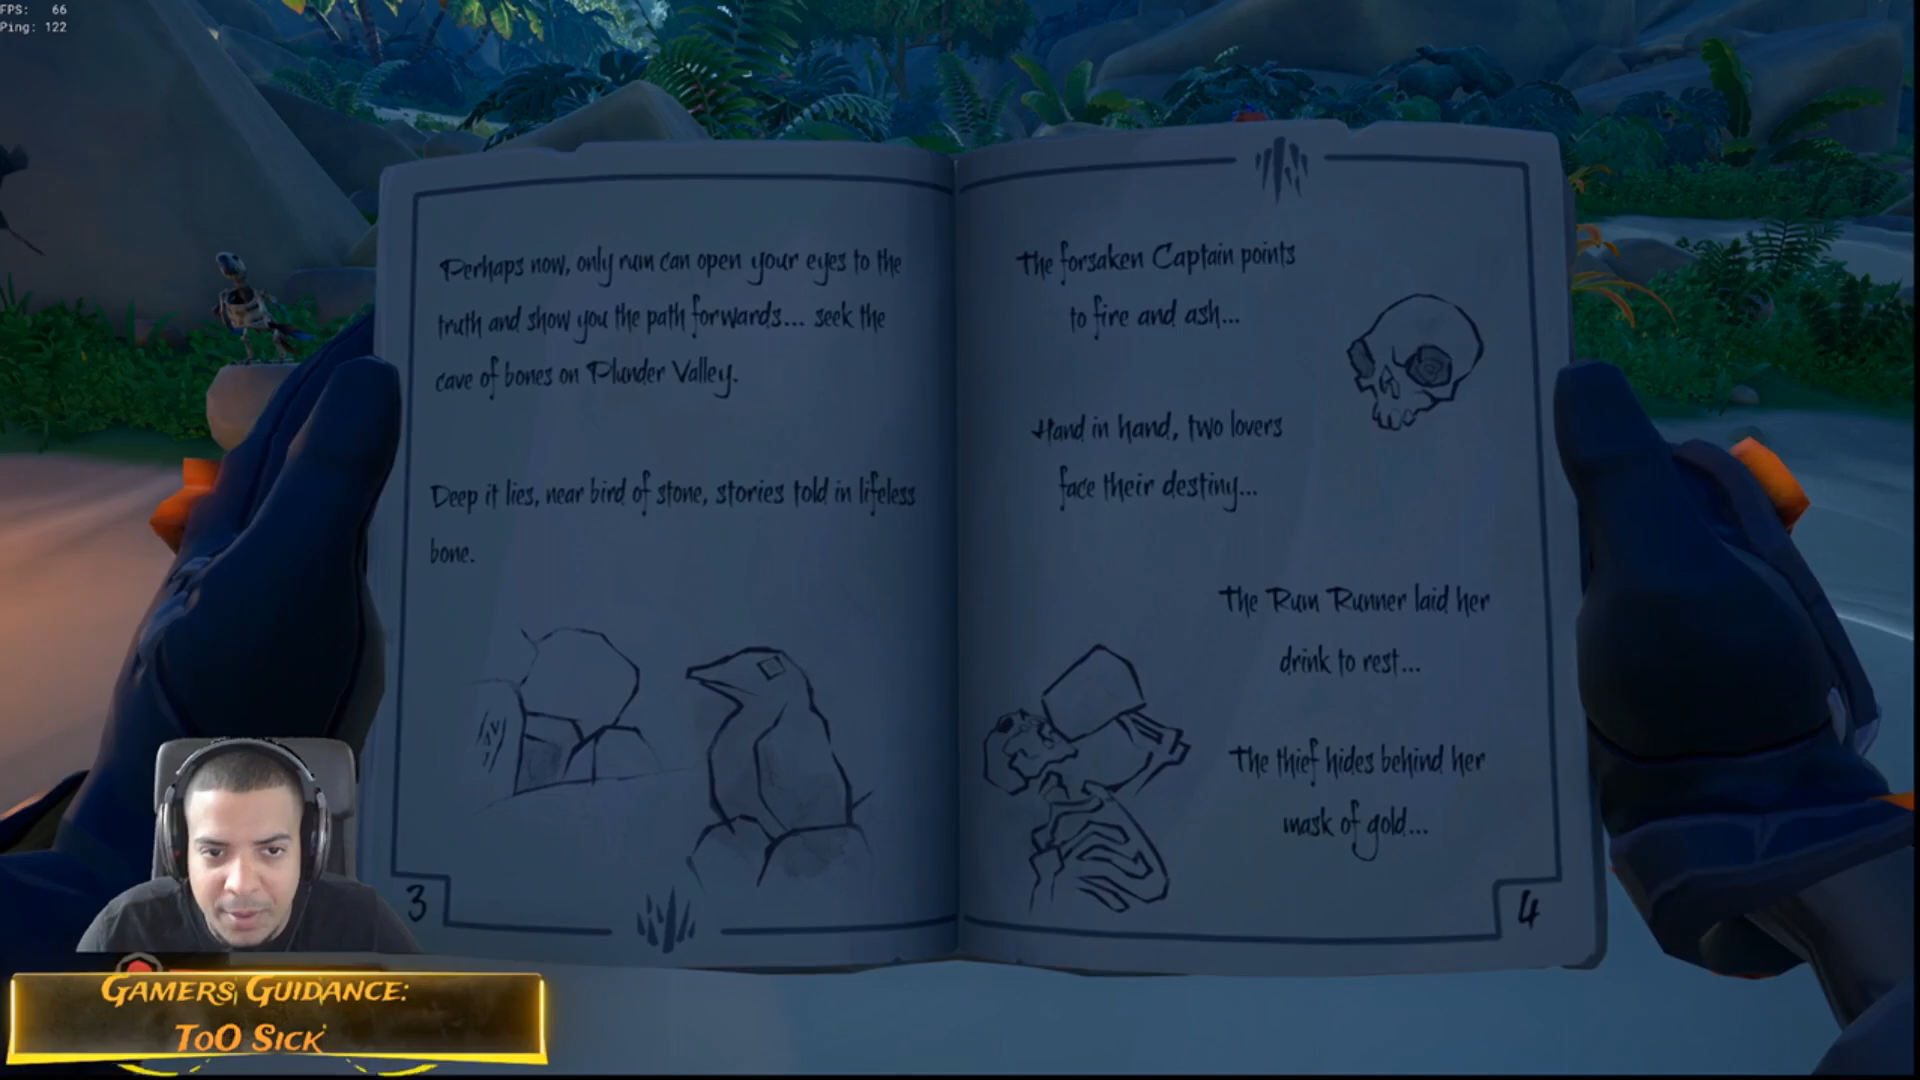 FPS: 66
Ping: 122
Perhaps now, only rum can open your eyes to the
truth and show you the path forwards... seek the
cave of bones on Plunder Valley.
Deep it lies, near bird of stone, stories told in lifeless
bone.
3
The forsaken Captain points
to fire and ash...
Hand in hand, two lovers
face their destiny...
The Rum Runner laid her
drink to rest...
The thief hides behind her
mask of gold...
4
Gamers Guidance:
ToO Sick